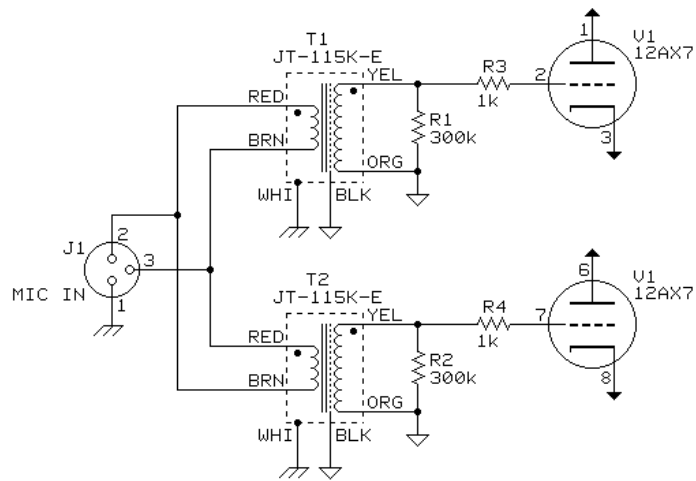 T1
JT-115K-E
RED
YEL
BRN
ORG
WHI
BLK
R1
300k
R3
1k
1
2
3
V1
12AX7
J1
MIC IN
2
3
1
T2
JT-115K-E
RED
YEL
BRN
ORG
WHI
BLK
R2
300k
R4
1k
6
7
8
V1
12AX7